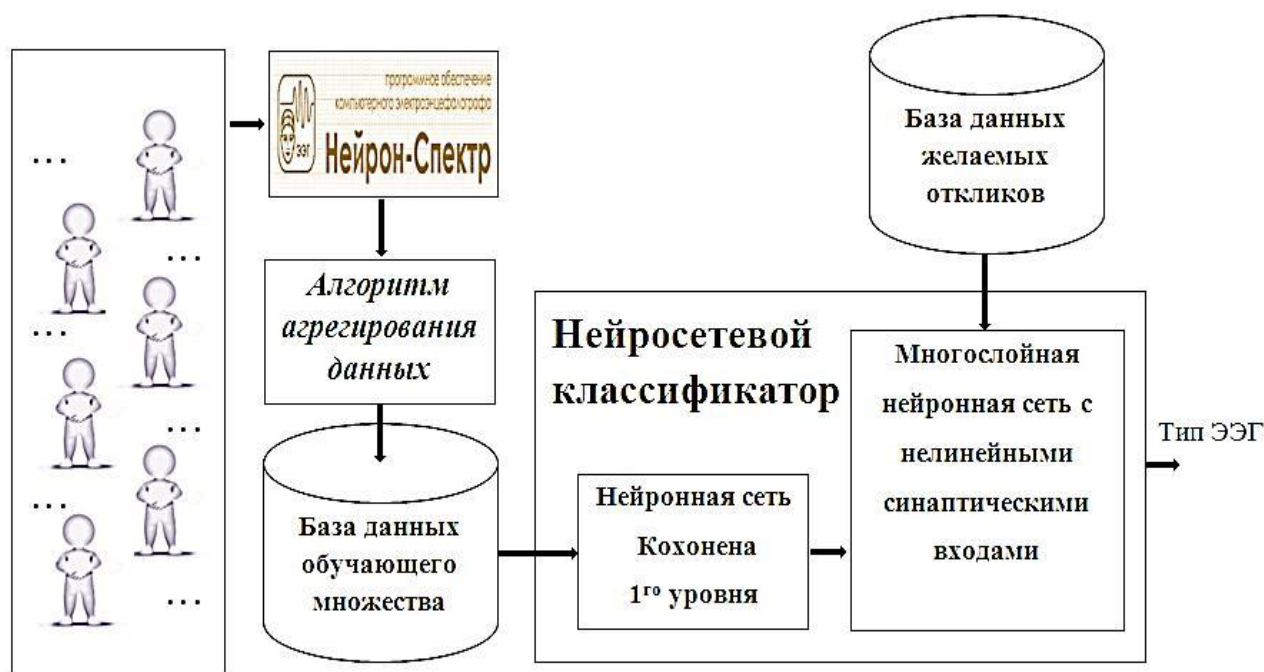 программное обеспечение
компьютерного электроэнцефалографа
ЭЭГ
Нейрон-Спектр
База данных
желаемых
откликов
Алгоритм
агрегирования
данных
Нейросетевой
классификатор
Многослойная
нейронная сеть с
нелинейными
синаптическими
входами
Тип ЭЭГ
База данных
обучающего
множества
Нейронная сеть
Кохонена
1го уровня
...
...
...
...
...
...